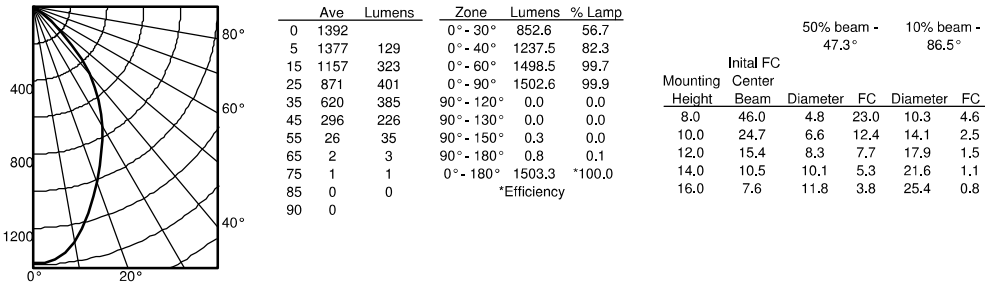 80°
60°
40°
400
800
1200
0°
20°
Ave Lumens
0 1392
5 1377 129
15 1157 323
25 871 401
35 620 385
45 296 226
55 26 35
65 2 3
75 1 1
85 0 0
90 0
Zone Lumens % Lamp
0°- 30° 852.6 56.7
0°- 40° 1237.5 82.3
0°- 60° 1498.5 99.7
0°- 90° 1502.6 99.9
90°- 120° 0.0 0.0
90°- 130° 0.0 0.0
90°- 150° 0.3 0.0
90°- 180° 0.8 0.1
0°- 180° 1503.3 *100.0
*Efficiency
50% beam - 10% beam -
47.3° 86.5°
Inital FC
Mounting Center
Height Beam Diameter FC Diameter FC
8.0 46.0 4.8 23.0 10.3 4.6
10.0 24.7 6.6 12.4 14.1 2.5
12.0 15.4 8.3 7.7 17.9 1.5
14.0 10.5 10.1 5.3 21.6 1.1
16.0 7.6 11.8 3.8 25.4 0.8